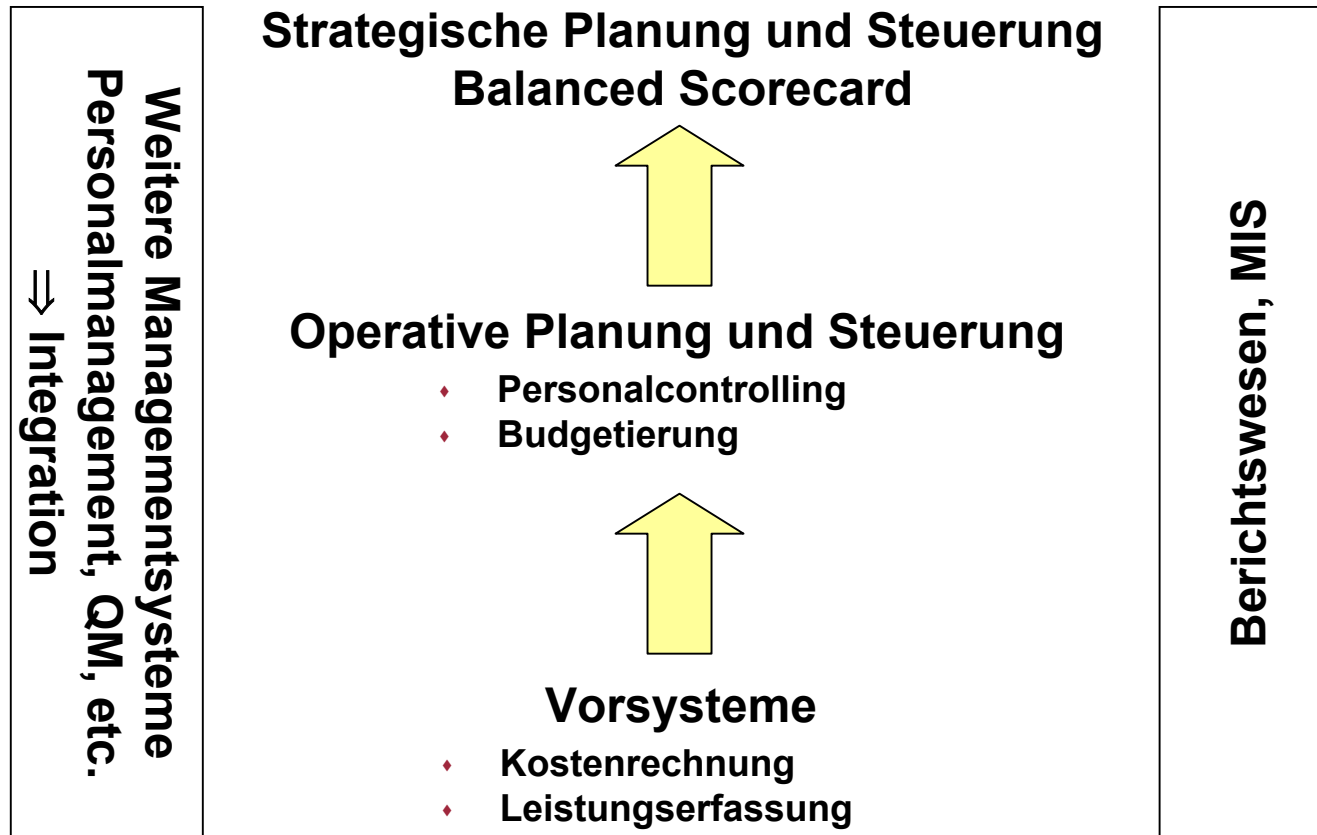 Weitere Managementsysteme
Personalmanagement, QM, etc.
⇒ Integration
Strategische Planung und Steuerung
Balanced Scorecard
Operative Planung und Steuerung
♦ Personalcontrolling
♦ Budgetierung
Vorsysteme
♦ Kostenrechnung
♦ Leistungserfassung
Berichtswesen, MIS